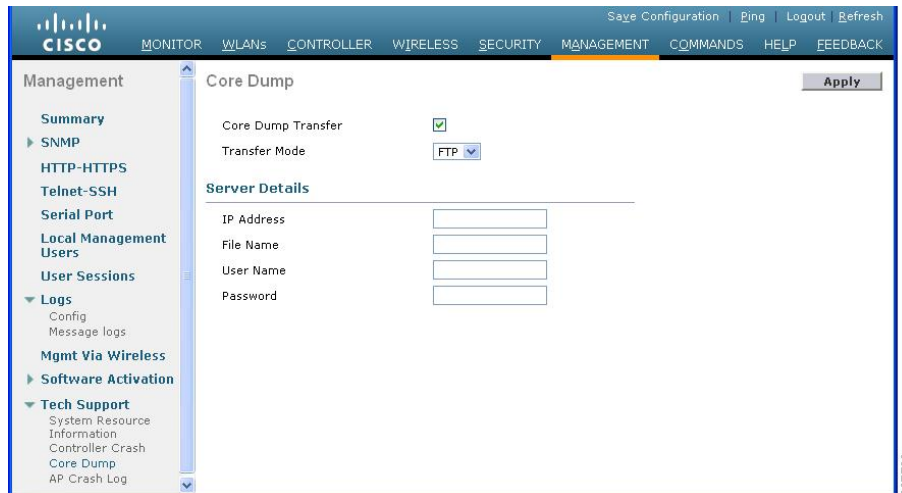 Save Configuration | Ping | Logout | Refresh
CISCO
MONITOR WLANs CONTROLLER WIRELESS SECURITY MANAGEMENT COMMANDS HELP FEEDBACK
Management
Summary
SNMP
HTTP-HTTPS
Telnet-SSH
Serial Port
Local Management
Users
User Sessions
Logs
Config
Message logs
Mgmt Via Wireless
Software Activation
Tech Support
System Resource
Information
Controller Crash
Core Dump
AP Crash Log
Core Dump
Apply
Core Dump Transfer
Transfer Mode FTP
Server Details
IP Address
File Name
User Name
Password